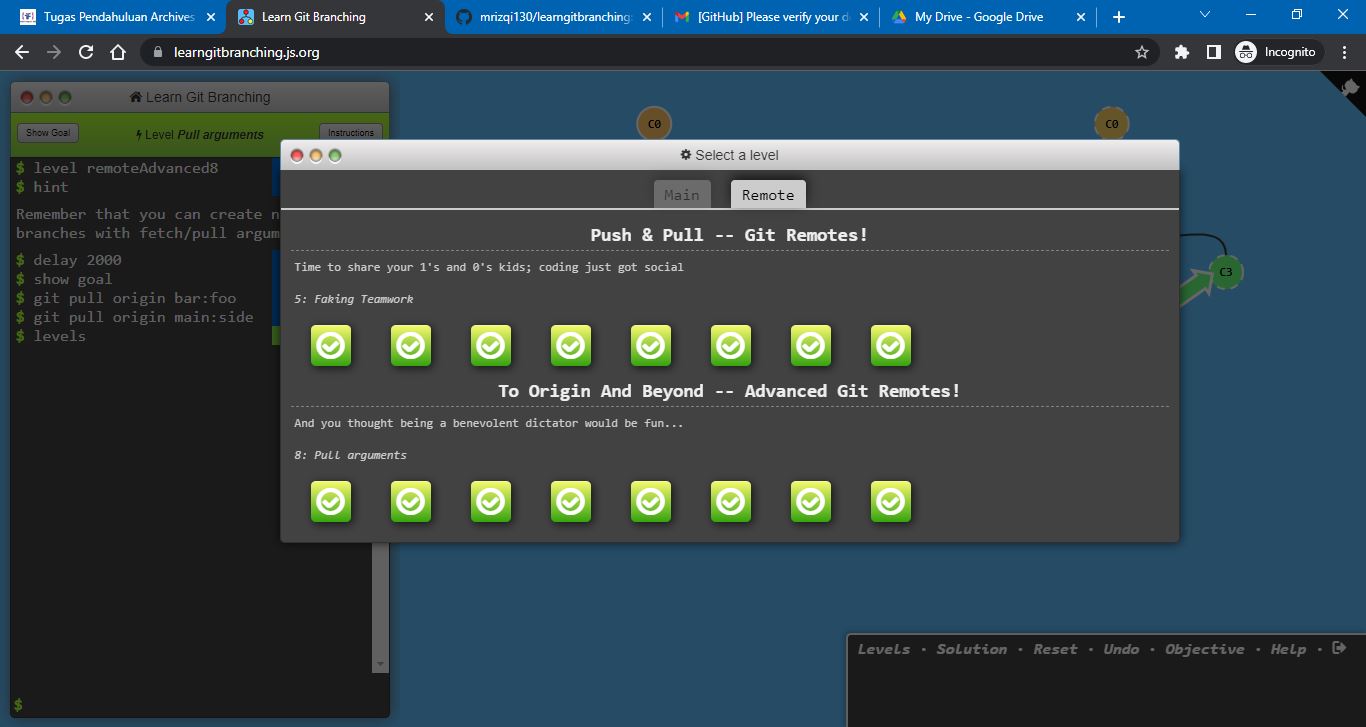 Tugas Pendahuluan Archives
Learn Git Branching
mrizqi130/learngitbranching
[GitHub] Please verify your d
My Drive - Google Drive
learngitbranching.js.org
Incognito
Learn Git Branching
Show Goal
Level Pull arguments
Instructions
$ level remoteAdvanced8
$ hint
Remember that you can create n
branches with fetch/pull argum
$ delay 2000
$ show goal
$ git pull origin bar:foo
$ git pull origin main:side
$ levels
$
C0
C0
C3
Select a level
Main
Remote
Push & Pull -- Git Remotes!
Time to share your 1's and 0's kids; coding just got social
5: Faking Teamwork
To Origin And Beyond -- Advanced Git Remotes!
And you thought being a benevolent dictator would be fun...
8: Pull arguments
Levels · Solution · Reset · Undo · Objective · Help ·